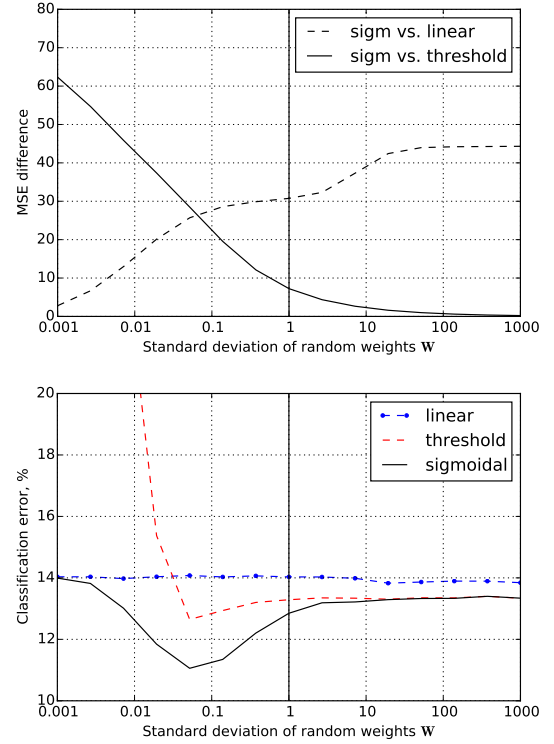 80
70
60
50
40
30
20
10
0
MSE difference
sigm vs. linear
sigm vs. threshold
0.001 0.01 0.1 1 10 100 1000
Standard deviation of random weights W
20
18
16
14
12
10
Classification error, %
linear
threshold
sigmoidal
0.001 0.01 0.1 1 10 100 1000
Standard deviation of random weights W